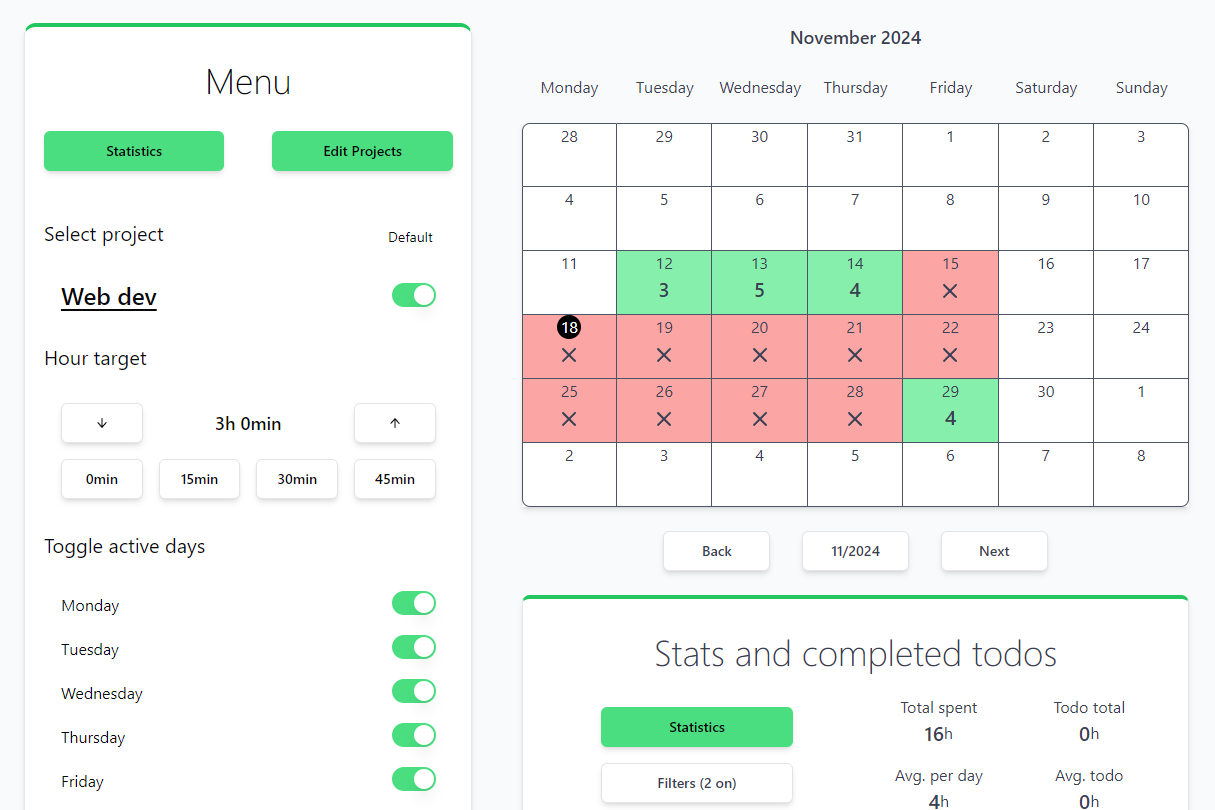 Menu
Statistics Edit Projects
Select project Default
Web dev
Hour target
↓ 3h 0min ↑
0min 15min 30min 45min
Toggle active days
Monday
Tuesday
Wednesday
Thursday
Friday
November 2024
Monday Tuesday Wednesday Thursday Friday Saturday Sunday
28 29 30 31 1 2 3
4 5 6 7 8 9 10
11 12 13 14 15 16 17
3 5 4 ×
18 19 20 21 22 23 24
× × × × ×
25 26 27 28 29 30 1
× × × × 4
2 3 4 5 6 7 8
Back 11/2024 Next
Stats and completed todos
Statistics
Filters (2 on)
Total spent Todo total
16h 0h
Avg. per day Avg. todo
4h 0h